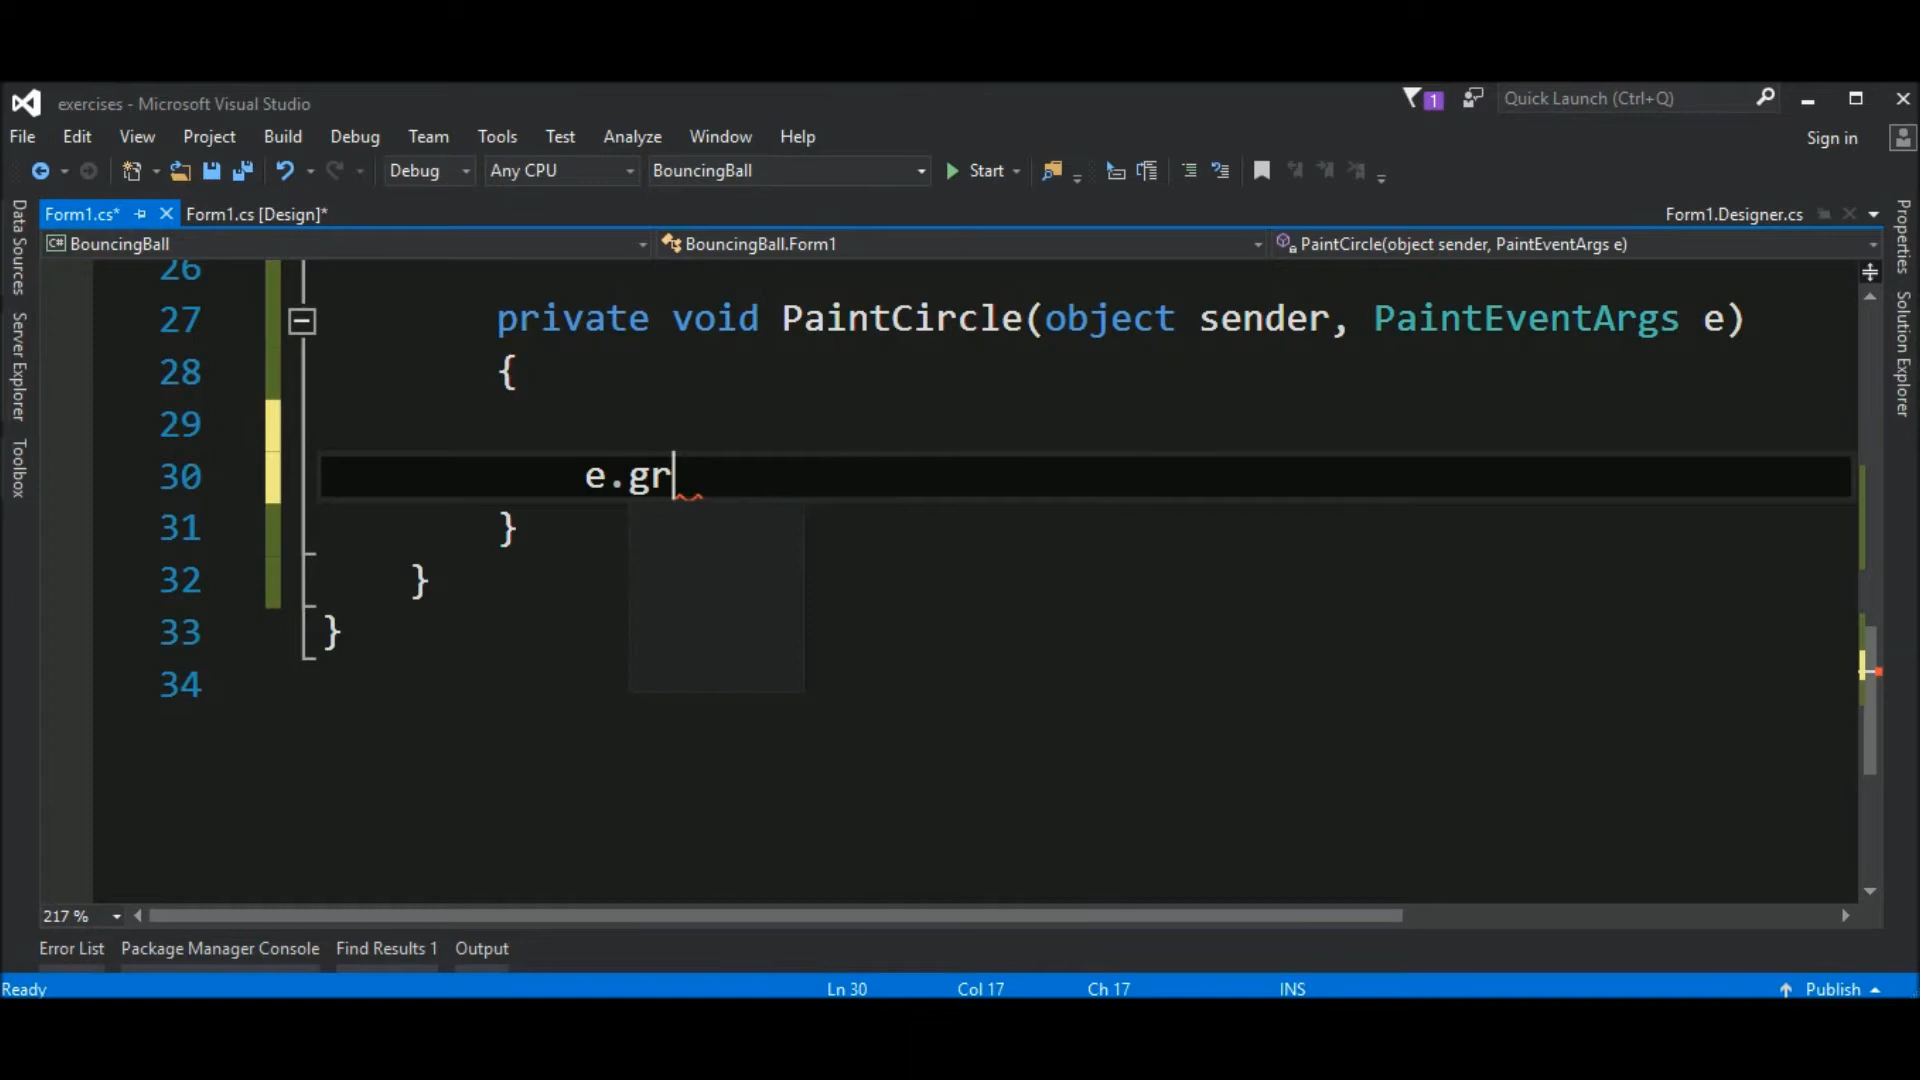 exercises - Microsoft Visual Studio
1
Quick Launch (Ctrl+Q)
File Edit View Project Build Debug Team Tools Test Analyze Window Help
Sign in
Debug Any CPU BouncingBall Start
Form1.cs* Form1.cs [Design]* Form1.Designer.cs
C# BouncingBall BouncingBall.Form1 PaintCircle(object sender, PaintEventArgs e)
Data Sources
Server Explorer
Toolbox
Properties
Solution Explorer
26
27 private void PaintCircle(object sender, PaintEventArgs e)
28 {
29
30 e.gr
31 }
32 }
33 }
34
217 %
Error List Package Manager Console Find Results 1 Output
Ready Ln 30 Col 17 Ch 17 INS Publish